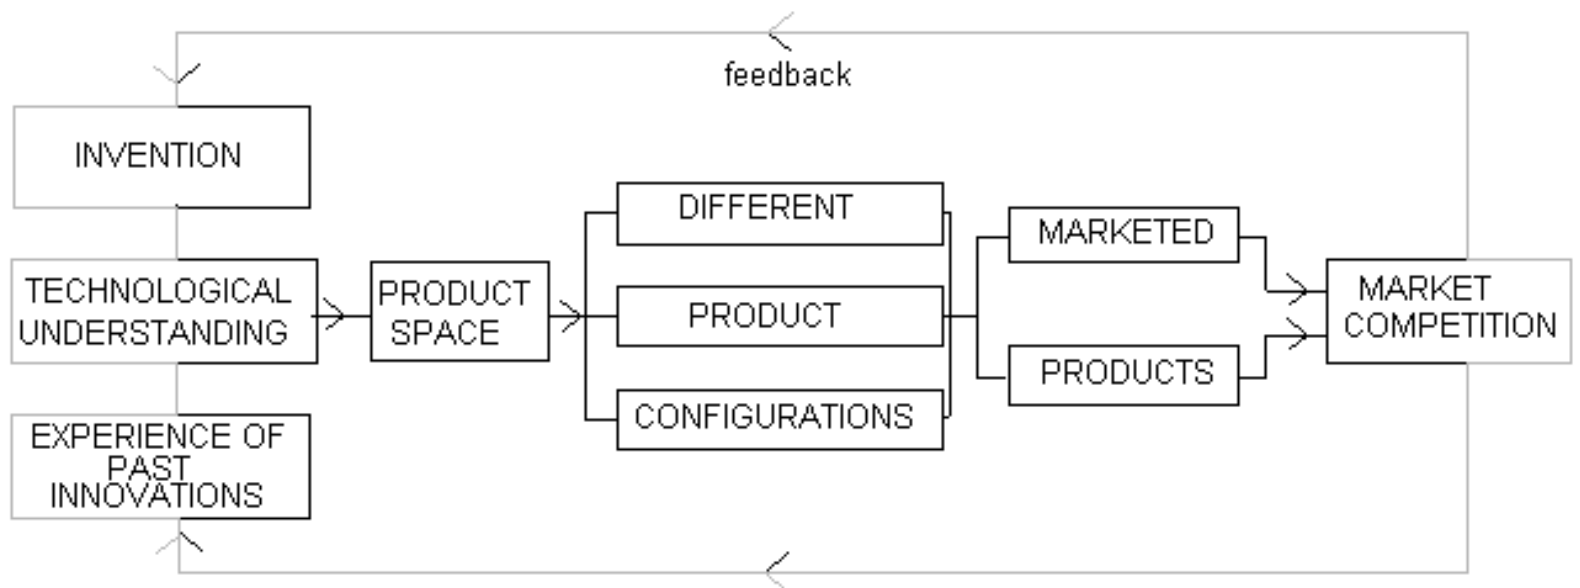 feedback
INVENTION
TECHNOLOGICAL
UNDERSTANDING
EXPERIENCE OF
PAST
INNOVATIONS
PRODUCT
SPACE
DIFFERENT
PRODUCT
CONFIGURATIONS
MARKETED
PRODUCTS
MARKET
COMPETITION